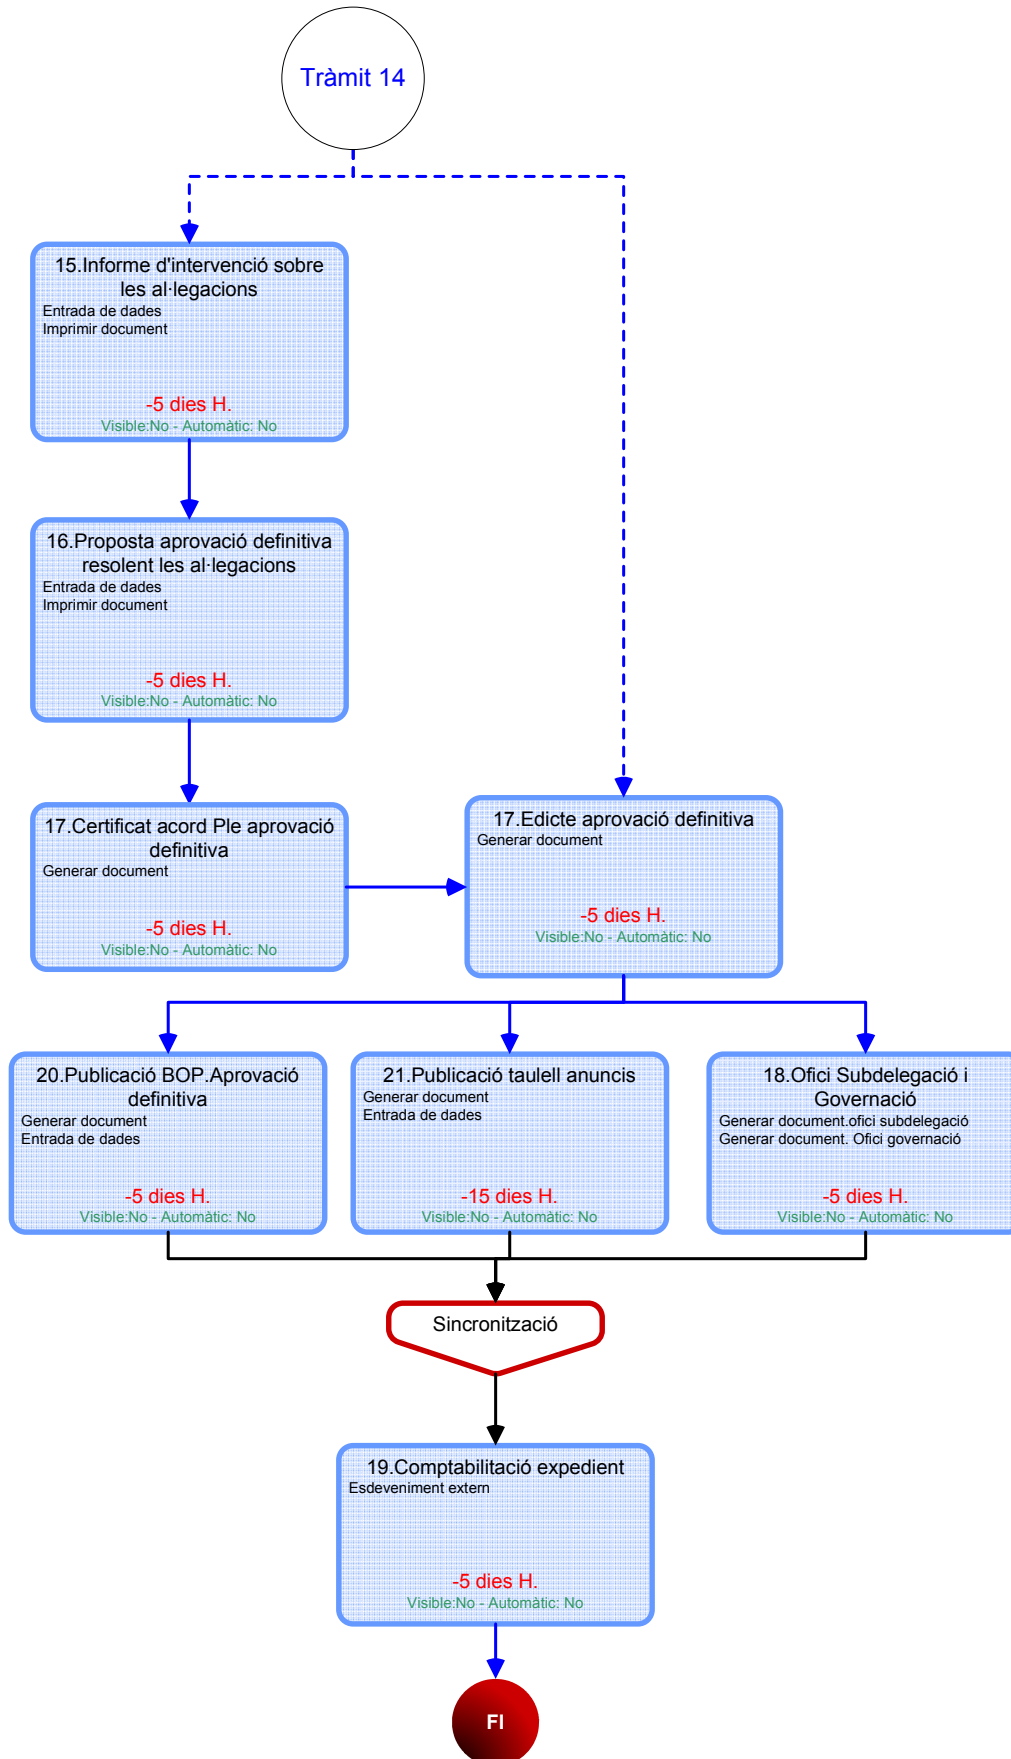 Tràmit 14
15.Informe d'intervenció sobre
les al·legacions
Entrada de dades
Imprimir document
-5 dies H.
Visible:No - Automàtic: No
16.Proposta aprovació definitiva
resolent les al·legacions
Entrada de dades
Imprimir document
-5 dies H.
Visible:No - Automàtic: No
17.Certificat acord Ple aprovació
definitiva
Generar document
-5 dies H.
Visible:No - Automàtic: No
17.Edicte aprovació definitiva
Generar document
-5 dies H.
Visible:No - Automàtic: No
20.Publicació BOP.Aprovació
definitiva
Generar document
Entrada de dades
-5 dies H.
Visible:No - Automàtic: No
21.Publicació taulell anuncis
Generar document
Entrada de dades
-15 dies H.
Visible:No - Automàtic: No
18.Ofici Subdelegació i
Governació
Generar document.ofici subdelegació
Generar document. Ofici governació
-5 dies H.
Visible:No - Automàtic: No
Sincronització
19.Comptabilitació expedient
Esdeveniment extern
-5 dies H.
Visible:No - Automàtic: No
FI